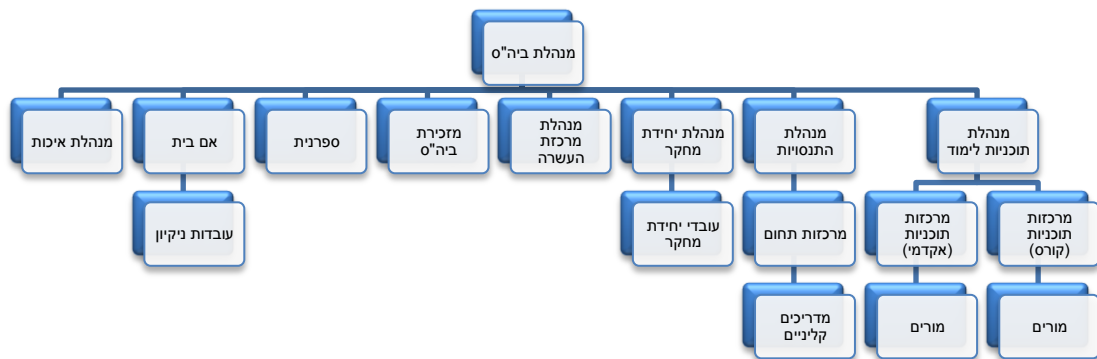 מנהלת ביה"ס
מנהלת
תוכניות לימוד
מנהלת
התנסויות
מנהלת יחידת
מחקר
מנהלת
מרכזת
העשרה
מזכירת
ביה"ס
ספרנית
אם בית
מנהלת איכות
מרכזות
תוכניות
(קורס)
מרכזות
תוכניות
(אקדמי)
מרכזות תחום
עובדי יחידת
מחקר
עובדות ניקיון
מורים
מורים
מדריכים
קליניים